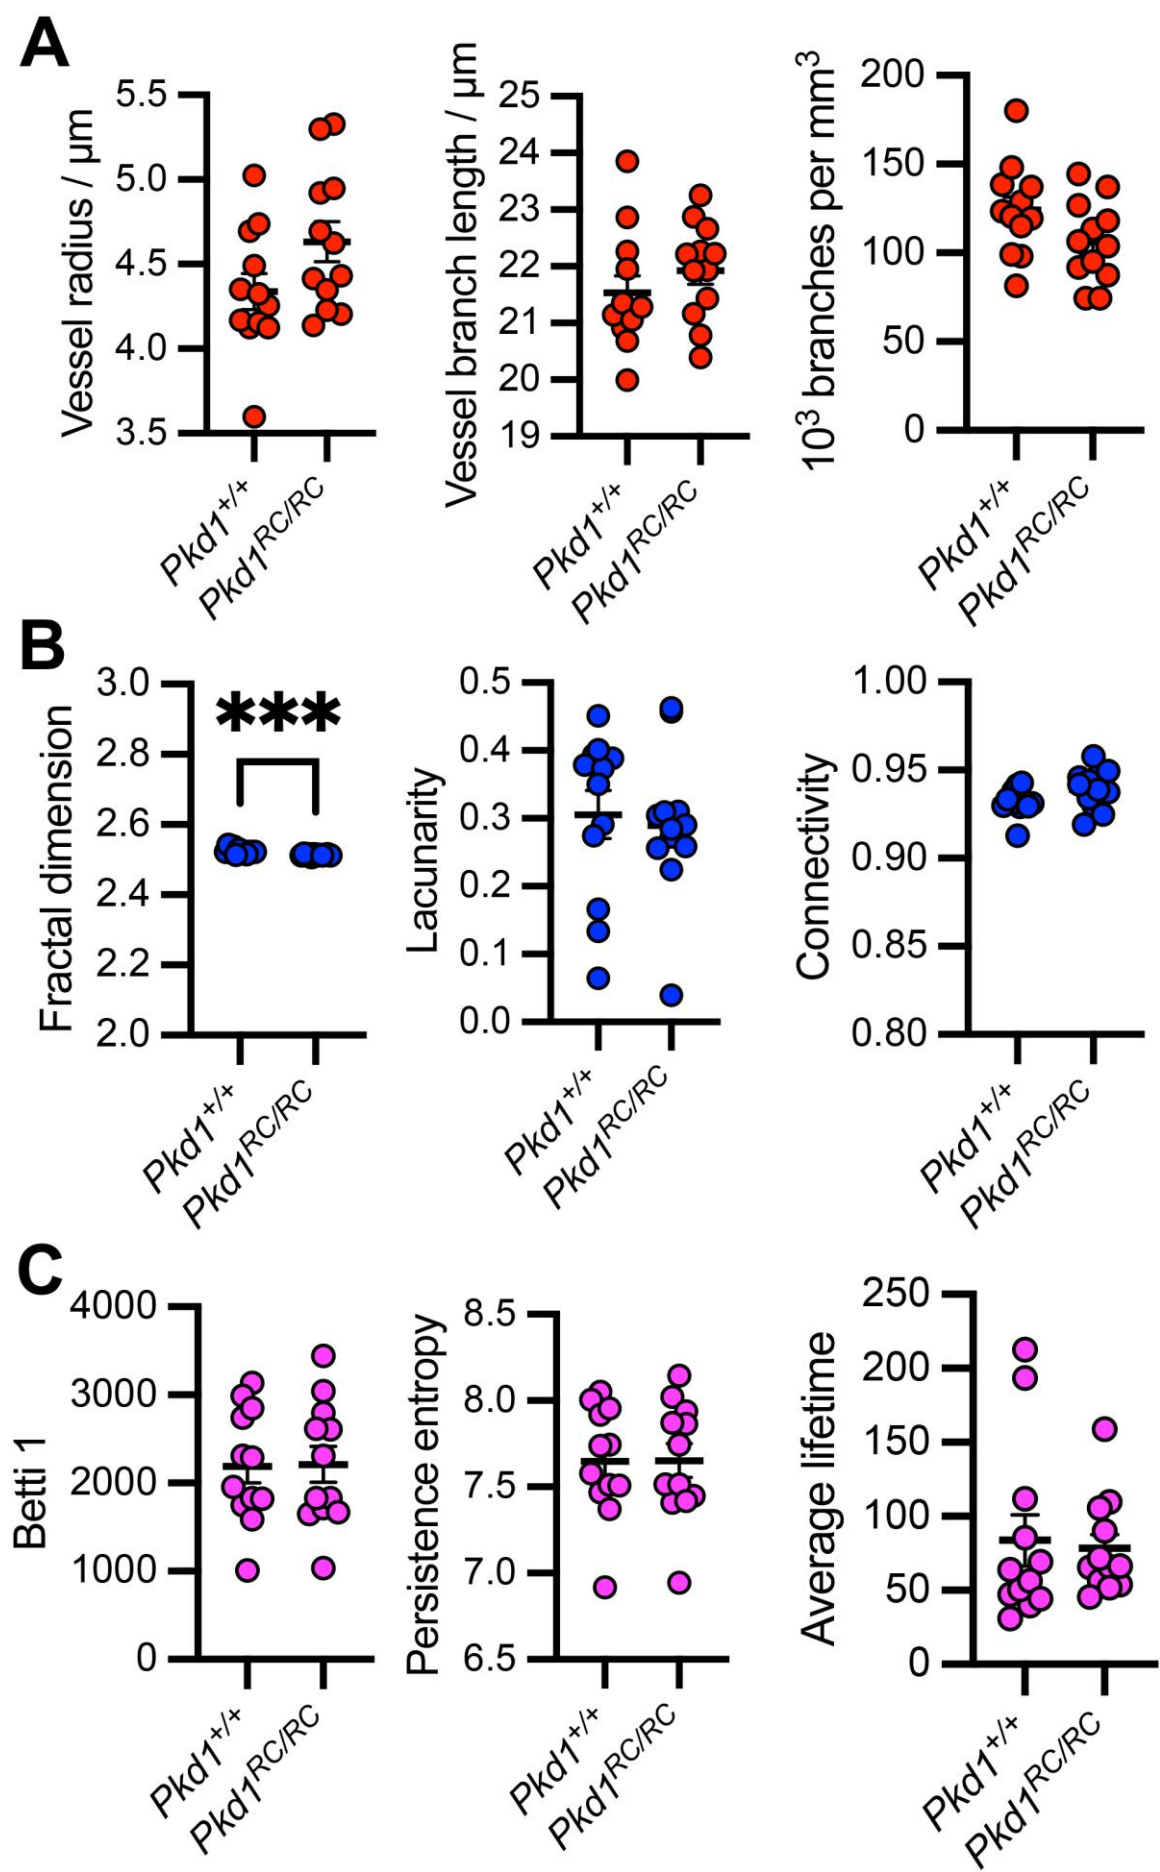 A
Vessel radius / µm
5.5
5.0
4.5
4.0
3.5
Pkd1+/+
Pkd1RC/RC
Vessel branch length / µm
25
24
23
22
21
20
19
Pkd1+/+
Pkd1RC/RC
10³ branches per mm³
200
150
100
50
0
Pkd1+/+
Pkd1RC/RC
B
Fractal dimension
3.0
2.8
2.6
2.4
2.2
2.0
***
Pkd1+/+
Pkd1RC/RC
Lacunarity
0.5
0.4
0.3
0.2
0.1
0.0
Pkd1+/+
Pkd1RC/RC
Connectivity
1.00
0.95
0.90
0.85
0.80
Pkd1+/+
Pkd1RC/RC
C
Betti 1
4000
3000
2000
1000
0
Pkd1+/+
Pkd1RC/RC
Persistence entropy
8.5
8.0
7.5
7.0
6.5
Pkd1+/+
Pkd1RC/RC
Average lifetime
250
200
150
100
50
0
Pkd1+/+
Pkd1RC/RC